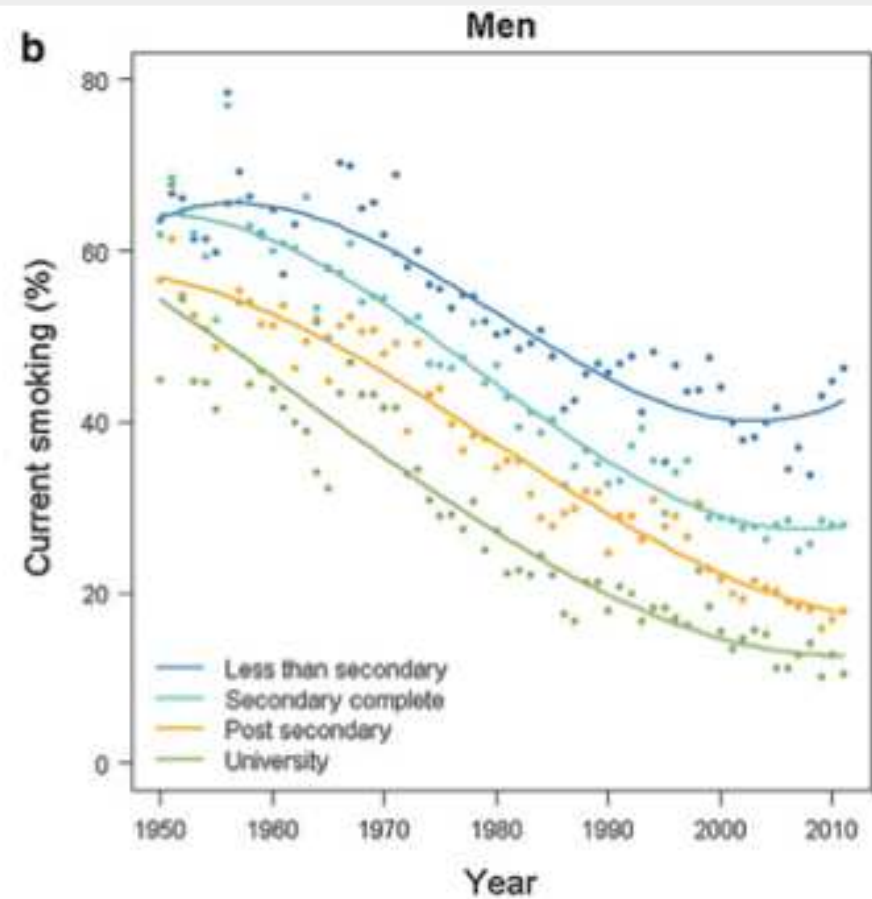 b
Men
80
60
40
20
0
Current smoking (%)
Less than secondary
Secondary complete
Post secondary
University
1950 1960 1970 1980 1990 2000 2010
Year